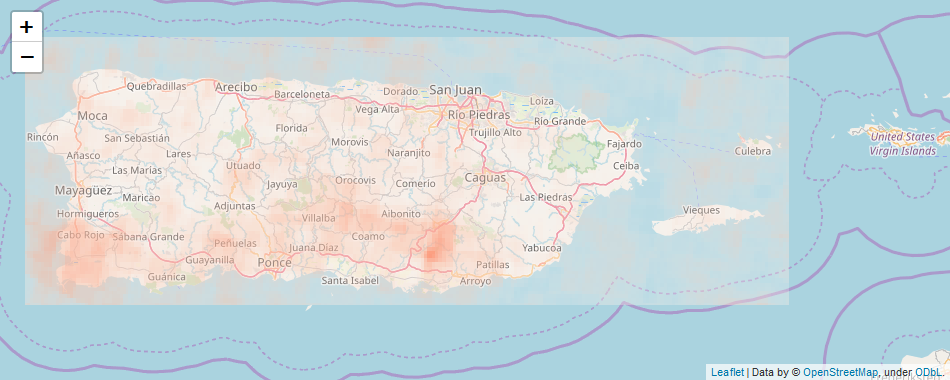 +
−
Quebradillas
Arecibo
Barceloneta
Dorado
San Juan
Moca
Vega Alta
Loíza
Río Piedras
Río Grande
Rincón
San Sebastián
Florida
Morovis
Trujillo Alto
Fajardo
United States
Virgin Islands
Añasco
Lares
Naranjito
Culebra
Las Marías
Utuado
Ceiba
Mayagüez
Maricao
Jayuya
Orocovis
Comerío
Caguas
Las Piedras
Hormigueros
Adjuntas
Villalba
Aibonito
Vieques
Cabo Rojo
Sabana Grande
Peñuelas
Juana Díaz
Coamo
Yabucoa
Guayanilla
Ponce
Patillas
Guánica
Santa Isabel
Arroyo
Leaflet | Data by © OpenStreetMap, under ODbL.